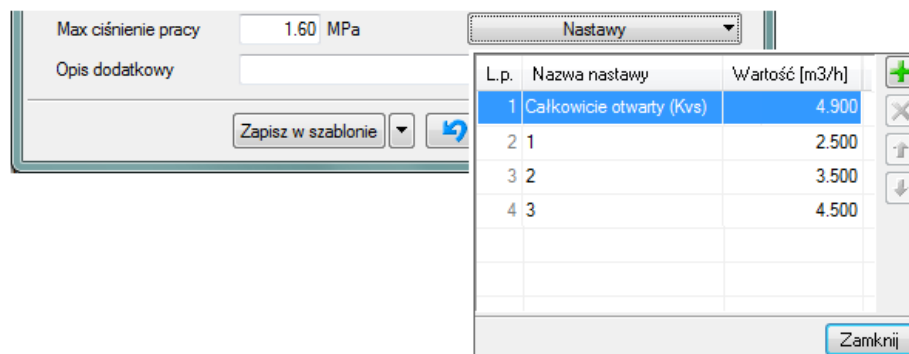 Max ciśnienie pracy 1.60 MPa Nastawy
Opis dodatkowy
Zapisz w szablonie
L.p. Nazwa nastawy Wartość [m3/h]
1 Całkowicie otwarty (Kvs) 4.900
2 1 2.500
3 2 3.500
4 3 4.500
Zamknij